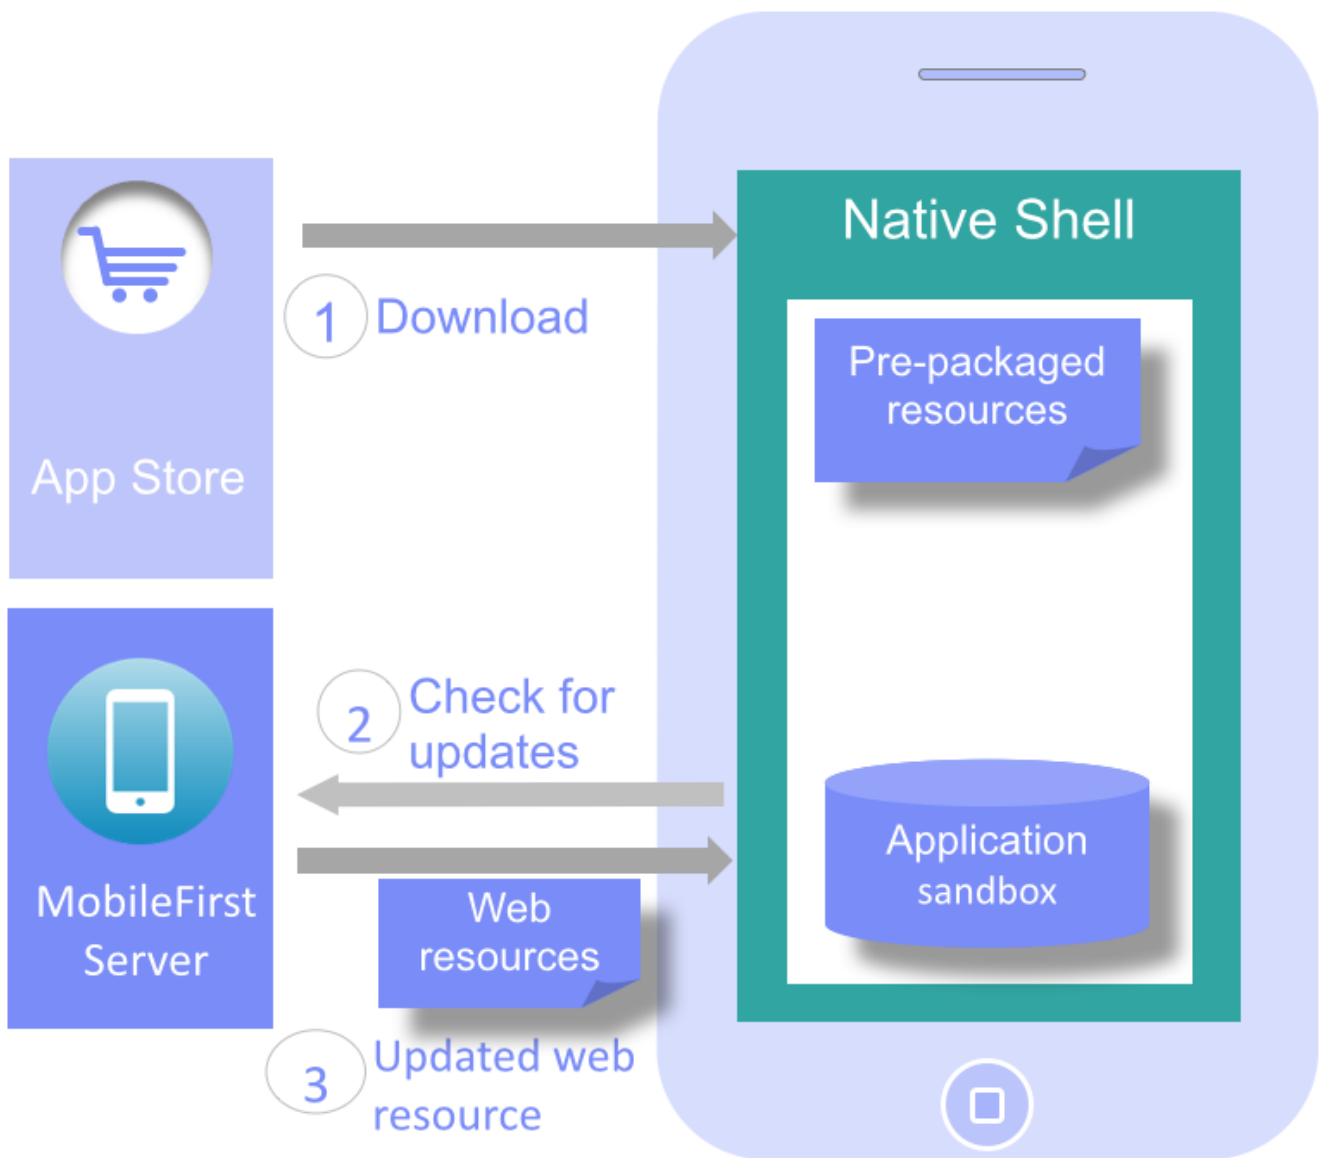 Native Shell
1 Download
Pre-packaged
resources
App Store
2 Check for
updates
Application
sandbox
MobileFirst
Server
Web
resources
3 Updated web
resource